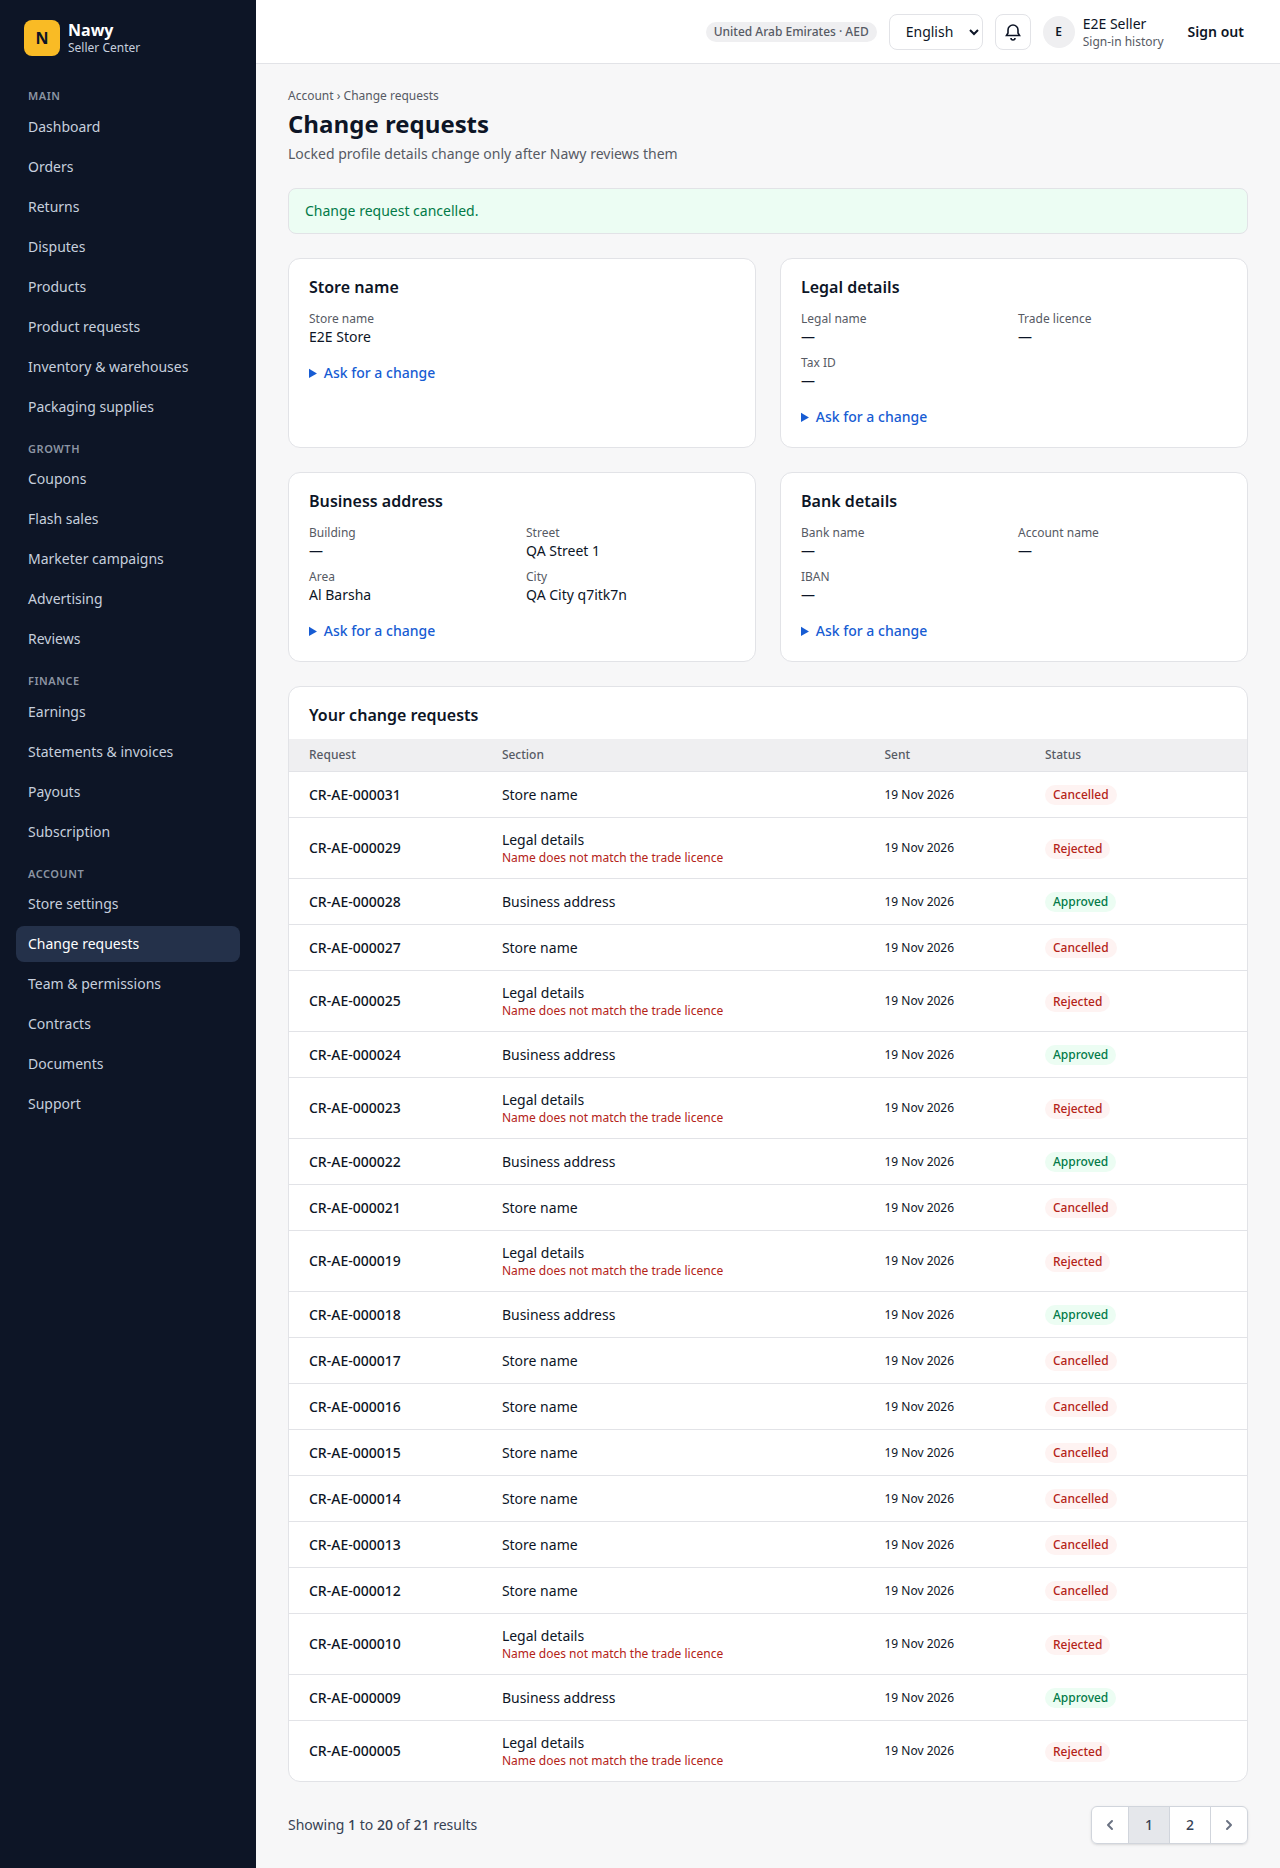 N
Nawy
Seller Center
MAIN
Dashboard
Orders
Returns
Disputes
Products
Product requests
Inventory & warehouses
Packaging supplies
GROWTH
Coupons
Flash sales
Marketer campaigns
Advertising
Reviews
FINANCE
Earnings
Statements & invoices
Payouts
Subscription
ACCOUNT
Store settings
Change requests
Team & permissions
Contracts
Documents
Support
United Arab Emirates · AED
English
E
E2E Seller
Sign-in history
Sign out
Account › Change requests
Change requests
Locked profile details change only after Nawy reviews them
Change request cancelled.
Store name
Store name
E2E Store
Ask for a change
Legal details
Legal name
—
Trade licence
—
Tax ID
—
Ask for a change
Business address
Building
—
Street
QA Street 1
Area
Al Barsha
City
QA City q7itk7n
Ask for a change
Bank details
Bank name
—
Account name
—
IBAN
—
Ask for a change
Your change requests
Request Section Sent Status
CR-AE-000031 Store name 19 Nov 2026 Cancelled
CR-AE-000029 Legal details 19 Nov 2026 Rejected
Name does not match the trade licence
CR-AE-000028 Business address 19 Nov 2026 Approved
CR-AE-000027 Store name 19 Nov 2026 Cancelled
CR-AE-000025 Legal details 19 Nov 2026 Rejected
Name does not match the trade licence
CR-AE-000024 Business address 19 Nov 2026 Approved
CR-AE-000023 Legal details 19 Nov 2026 Rejected
Name does not match the trade licence
CR-AE-000022 Business address 19 Nov 2026 Approved
CR-AE-000021 Store name 19 Nov 2026 Cancelled
CR-AE-000019 Legal details 19 Nov 2026 Rejected
Name does not match the trade licence
CR-AE-000018 Business address 19 Nov 2026 Approved
CR-AE-000017 Store name 19 Nov 2026 Cancelled
CR-AE-000016 Store name 19 Nov 2026 Cancelled
CR-AE-000015 Store name 19 Nov 2026 Cancelled
CR-AE-000014 Store name 19 Nov 2026 Cancelled
CR-AE-000013 Store name 19 Nov 2026 Cancelled
CR-AE-000012 Store name 19 Nov 2026 Cancelled
CR-AE-000010 Legal details 19 Nov 2026 Rejected
Name does not match the trade licence
CR-AE-000009 Business address 19 Nov 2026 Approved
CR-AE-000005 Legal details 19 Nov 2026 Rejected
Name does not match the trade licence
Showing 1 to 20 of 21 results
1 2